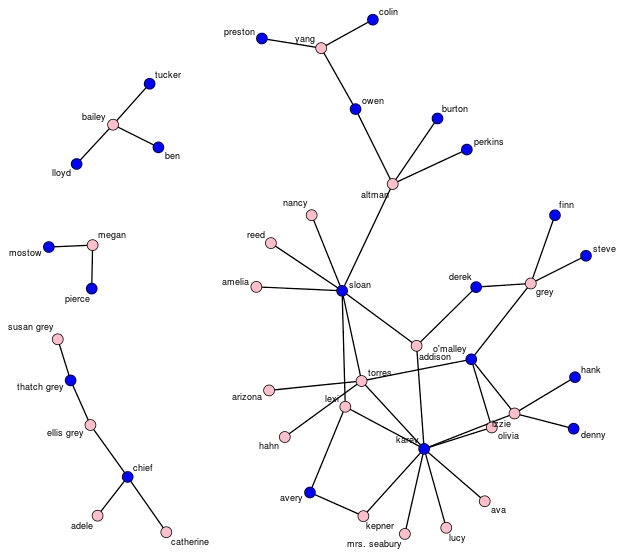 colin
preston
yang
tucker
owen
burton
bailey
perkins
ben
lloyd
altman
nancy
finn
megan
reed
mostow
steve
derek
amelia
sloan
grey
pierce
susan grey
o'malley
addison
hank
torres
thatch grey
arizona
lexi
izzie
ellis grey
hahn
karev
olivia
denny
chief
avery
ava
adele
kepner
lucy
catherine
mrs. seabury